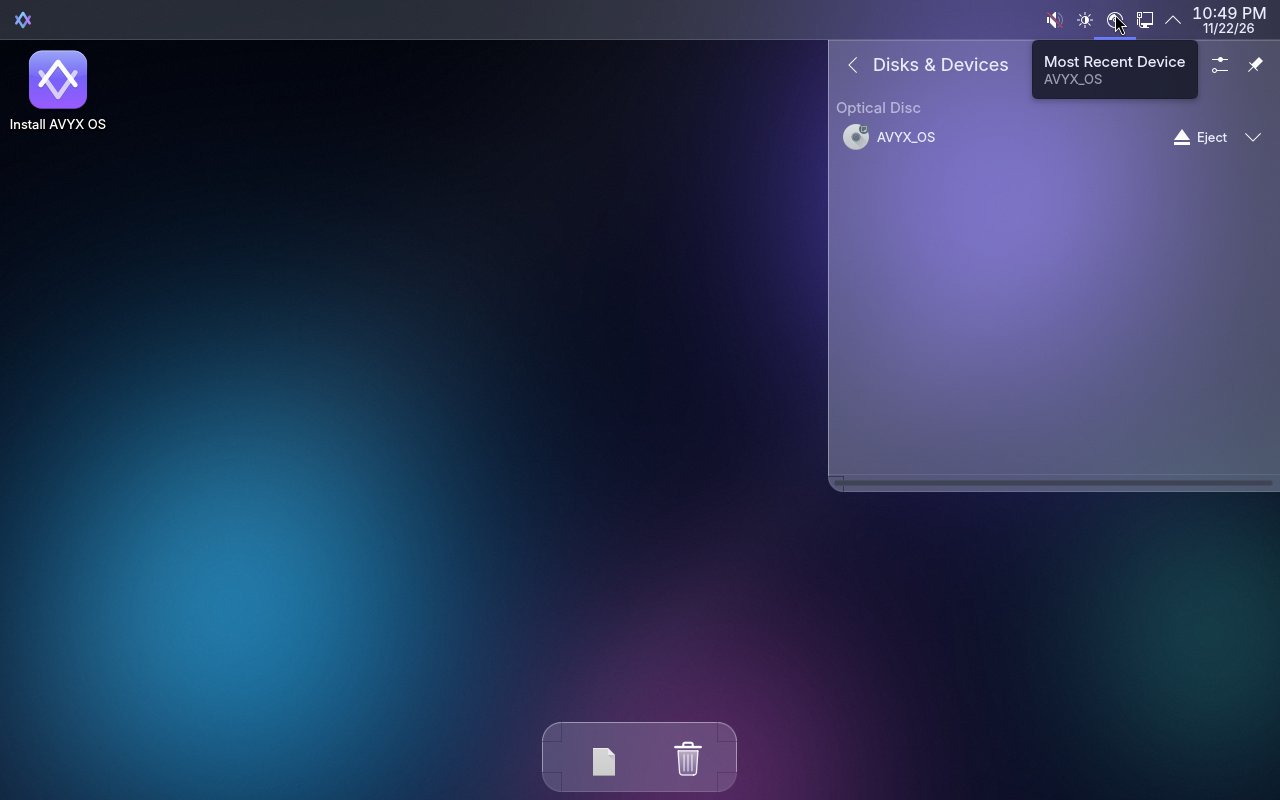 10:49 PM
11/22/26
Install AVYX OS
Disks & Devices
Most Recent Device
AVYX_OS
Optical Disc
AVYX_OS
Eject